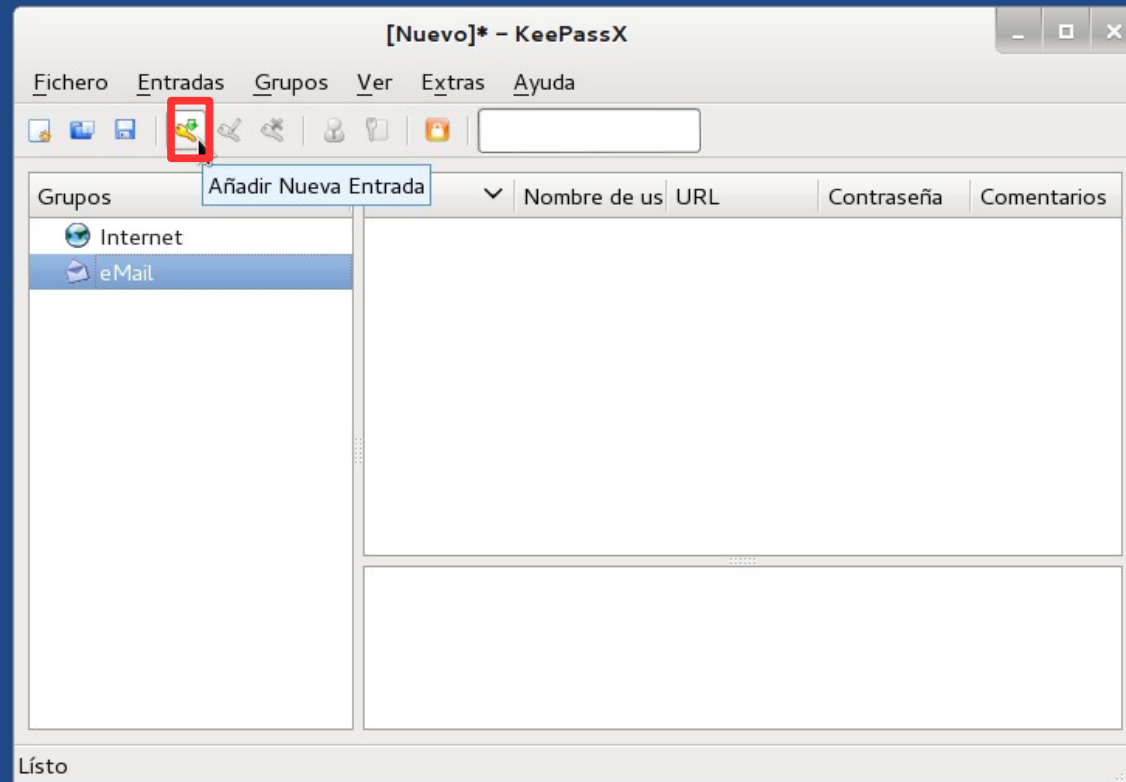 [Nuevo]* – KeePassX
Fichero Entradas Grupos Ver Extras Ayuda
Añadir Nueva Entrada
Grupos Nombre de us URL Contraseña Comentarios
Internet
eMail
Lísto